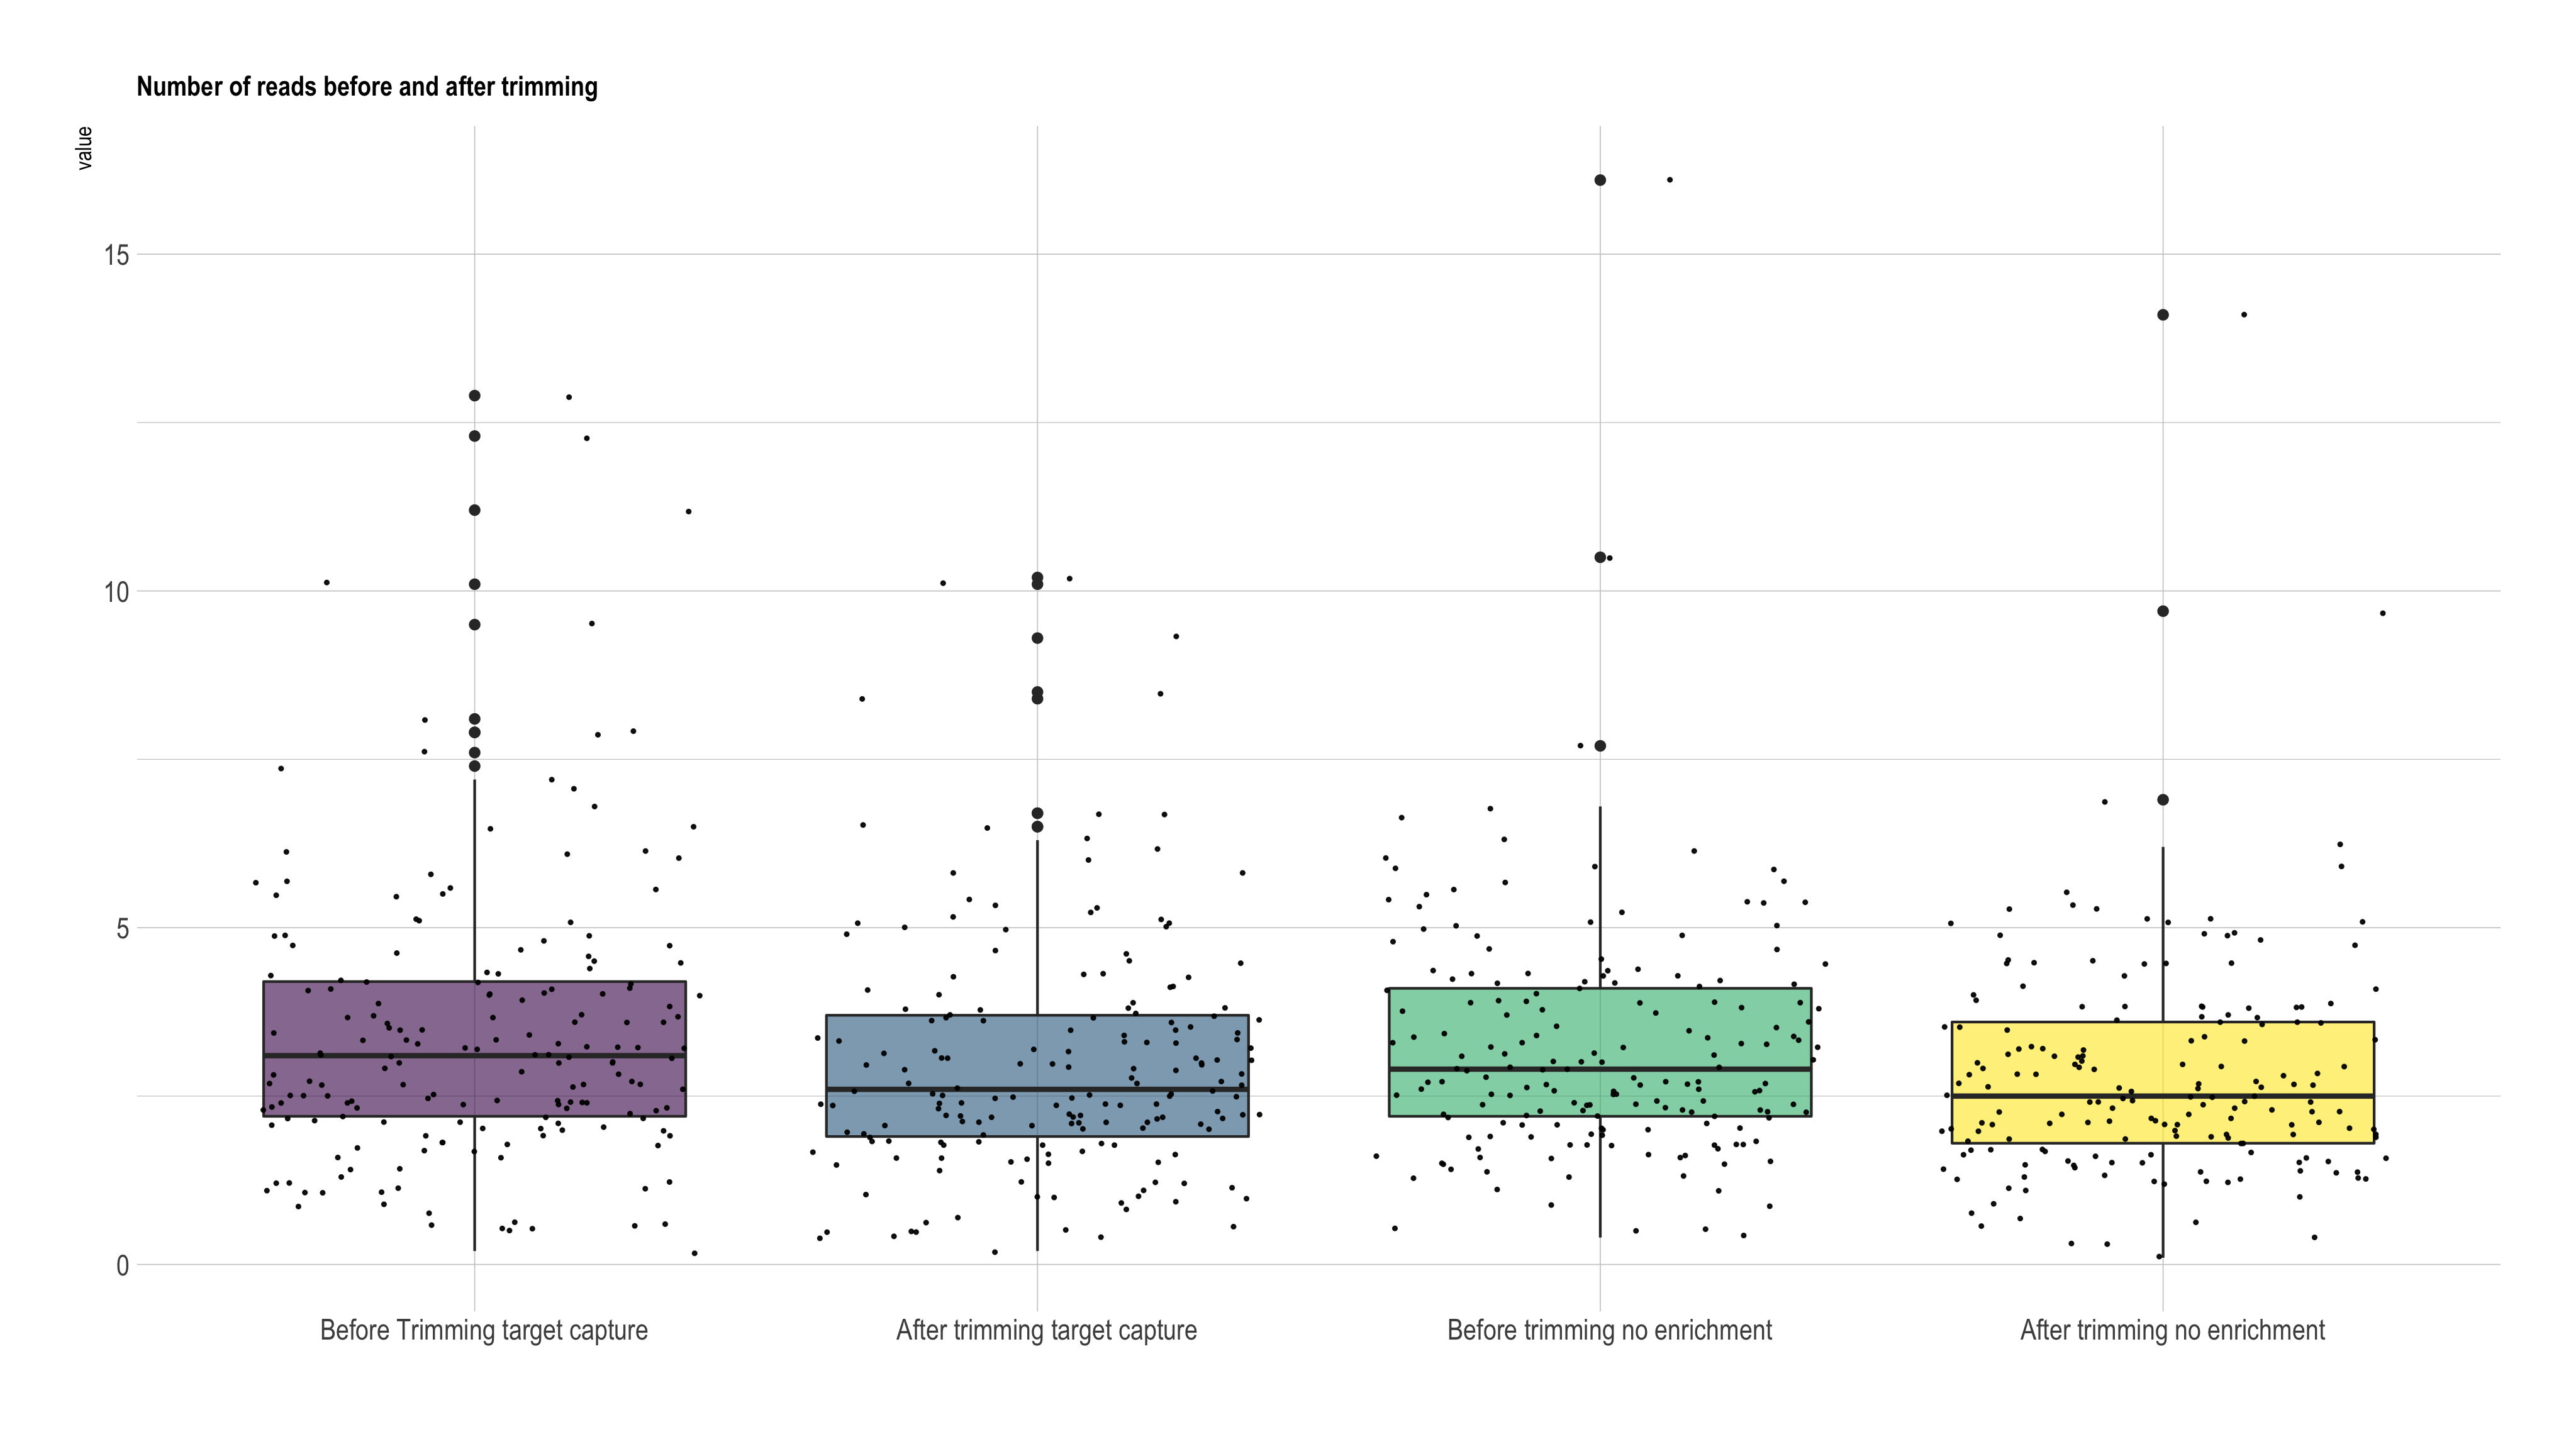 Number of reads before and after trimming
value
15
10
5
0
Before Trimming target capture
After trimming target capture
Before trimming no enrichment
After trimming no enrichment